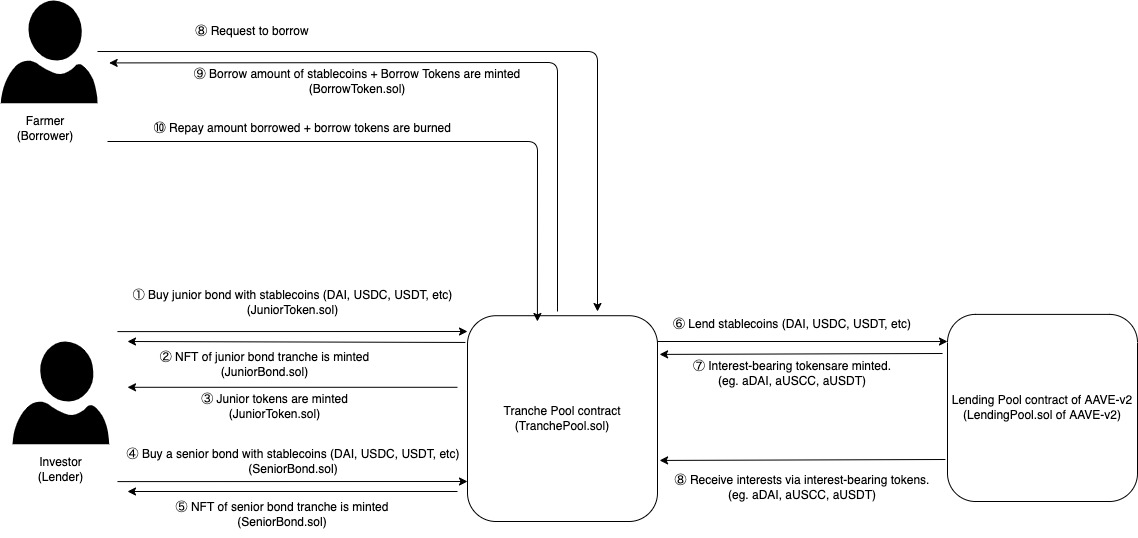 ⑧ Request to borrow
⑨ Borrow amount of stablecoins + Borrow Tokens are minted
(BorrowToken.sol)
Farmer
(Borrower)
⑩ Repay amount borrowed + borrow tokens are burned
① Buy junior bond with stablecoins (DAI, USDC, USDT, etc)
(JuniorToken.sol)
② NFT of junior bond tranche is minted
(JuniorBond.sol)
③ Junior tokens are minted
(JuniorToken.sol)
Investor
(Lender)
④ Buy a senior bond with stablecoins (DAI, USDC, USDT, etc)
(SeniorBond.sol)
⑤ NFT of senior bond tranche is minted
(SeniorBond.sol)
Tranche Pool contract
(TranchePool.sol)
⑥ Lend stablecoins (DAI, USDC, USDT, etc)
⑦ Interest-bearing tokensare minted.
(eg. aDAI, aUSCC, aUSDT)
Lending Pool contract of AAVE-v2
(LendingPool.sol of AAVE-v2)
⑧ Receive interests via interest-bearing tokens.
(eg. aDAI, aUSCC, aUSDT)